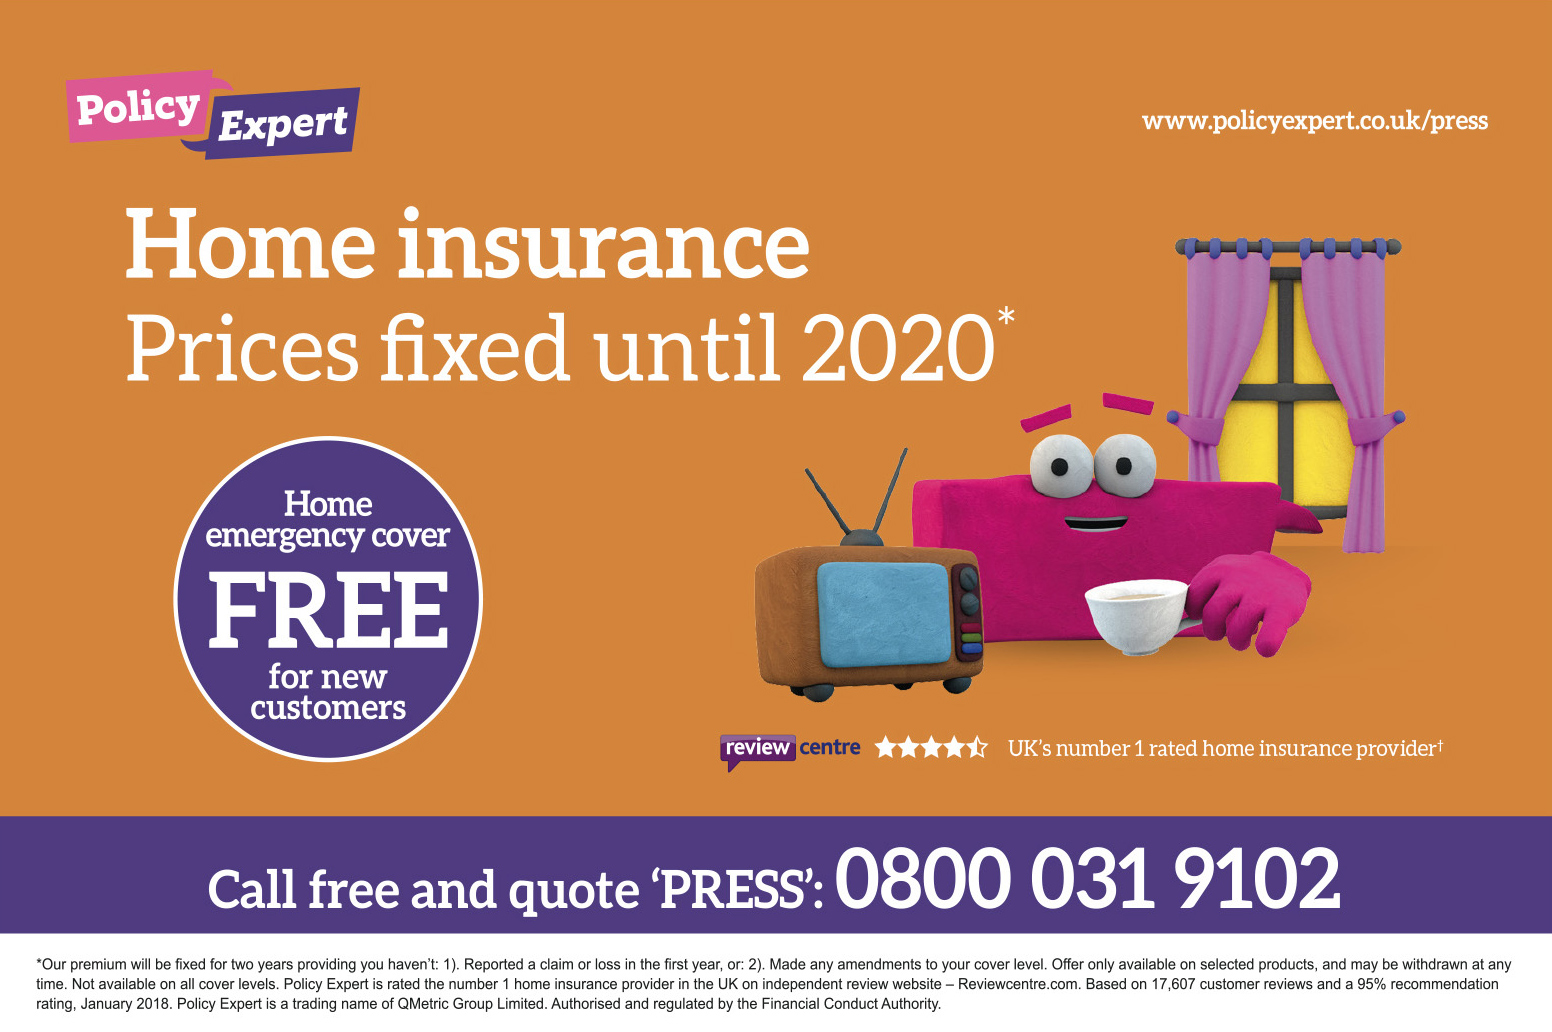 Policy
Expert
www.policyexpert.co.uk/press
Home insurance
Prices fixed until 2020*
Home
emergency cover
FREE
for new
customers
review centre UK's number 1 rated home insurance provider†
Call free and quote ‘PRESS’: 0800 031 9102
*Our premium will be fixed for two years providing you haven’t: 1). Reported a claim or loss in the first year, or: 2). Made any amendments to your cover level. Offer only available on selected products, and may be withdrawn at any
time. Not available on all cover levels. Policy Expert is rated the number 1 home insurance provider in the UK on independent review website – Reviewcentre.com. Based on 17,607 customer reviews and a 95% recommendation
rating, January 2018. Policy Expert is a trading name of QMetric Group Limited. Authorised and regulated by the Financial Conduct Authority.